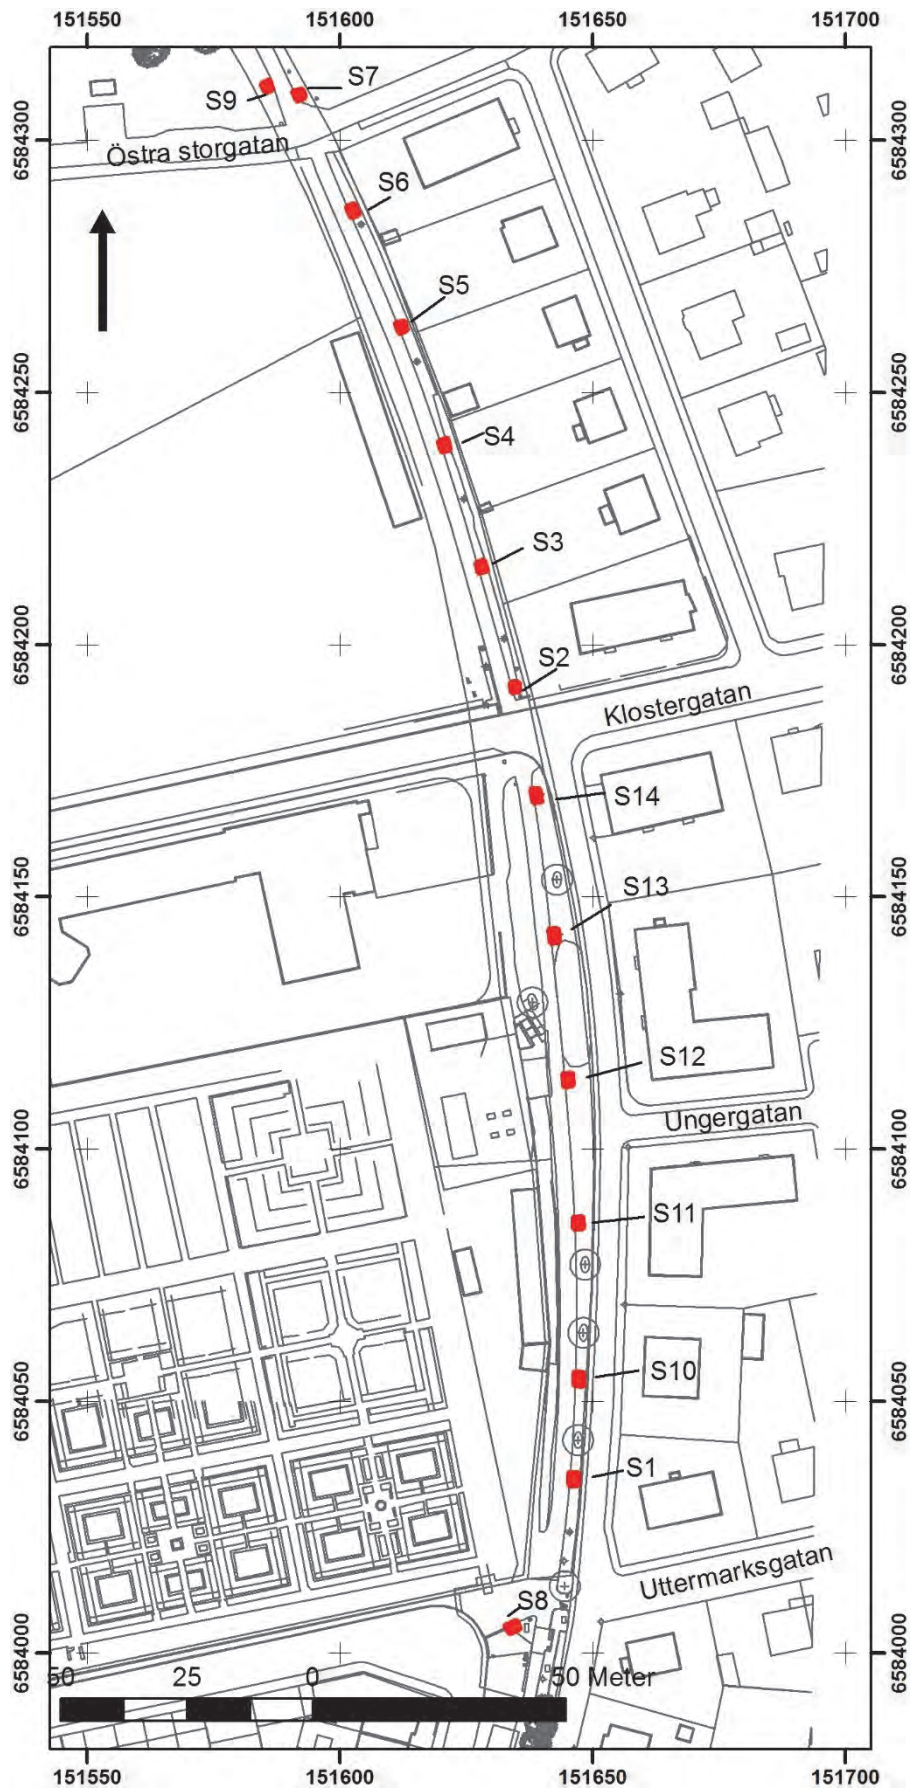 151550 151600 151650 151700
S7
S9
6584300 6584300
Östra storgatan
S6
S5
6584250 6584250
S4
S3
6584200 6584200
S2
Klostergatan
S14
6584150 6584150
S13
S12
Ungergatan
6584100 6584100
S11
S10
6584050 6584050
S1
Uttermarksgatan
S8
6584000 6584000
50 25 0 50 Meter
151550 151600 151650 151700